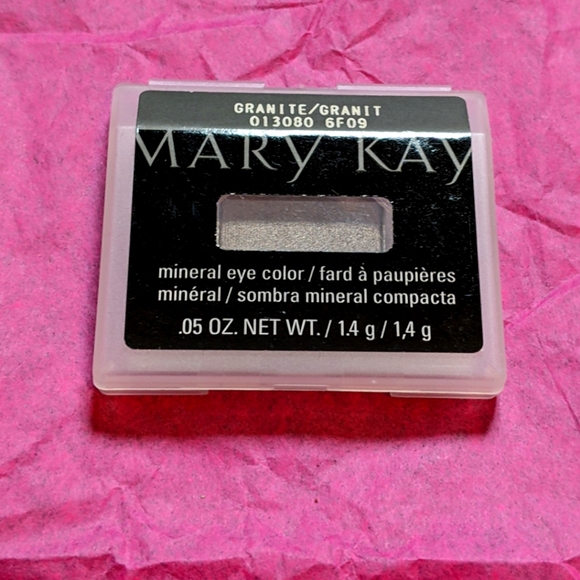 GRANITE/GRANIT
013080 6F09
MARY KAY
mineral eye color / fard à paupières
minéral / sombra mineral compacta
.05 OZ. NET WT. / 1.4 g / 1,4 g